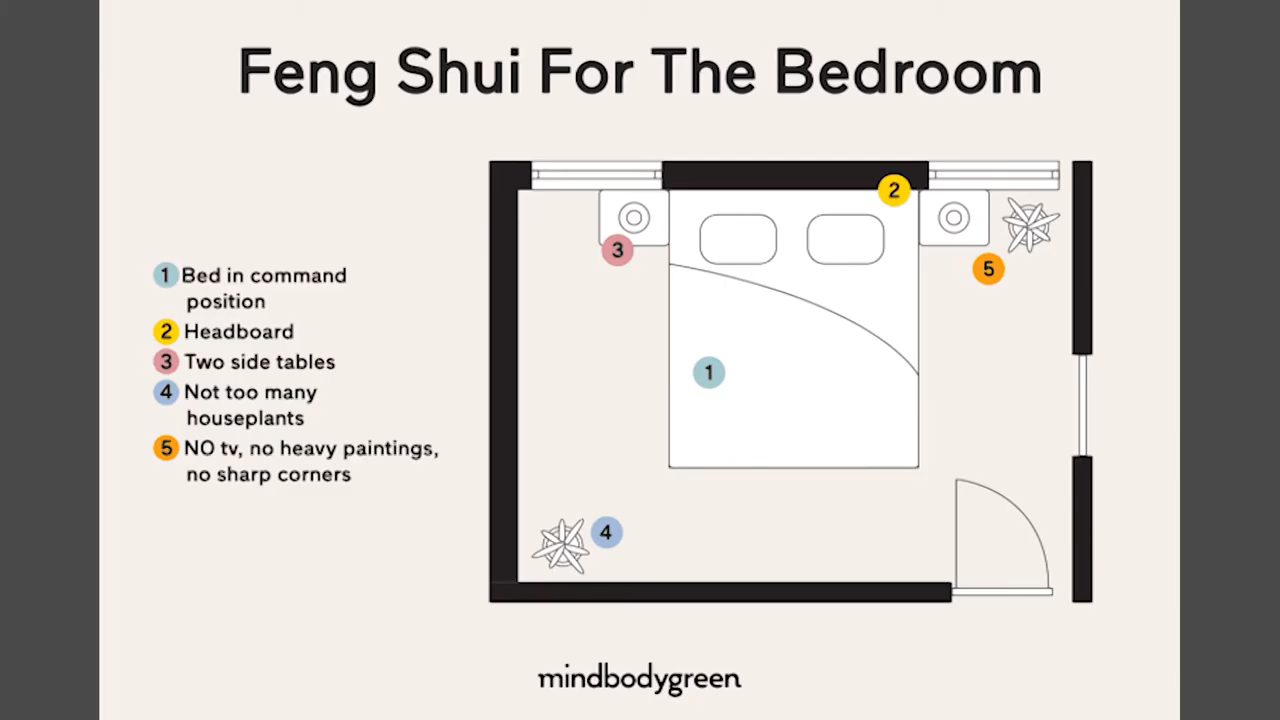 Feng Shui For The Bedroom
1 Bed in command
position
2 Headboard
3 Two side tables
4 Not too many
houseplants
5 NO tv, no heavy paintings,
no sharp corners
2
3
5
1
4
mindbodygreen